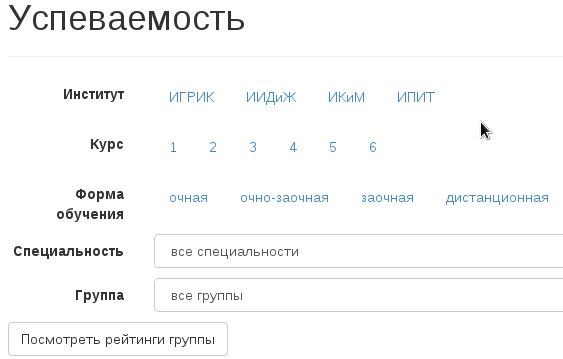 Успеваемость
Институт ИГРИК ИИДиЖ ИКиМ ИПИТ
Курс 1 2 3 4 5 6
Форма обучения очная очно-заочная заочная дистанционная
Специальность все специальности
Группа все группы
Посмотреть рейтинги группы